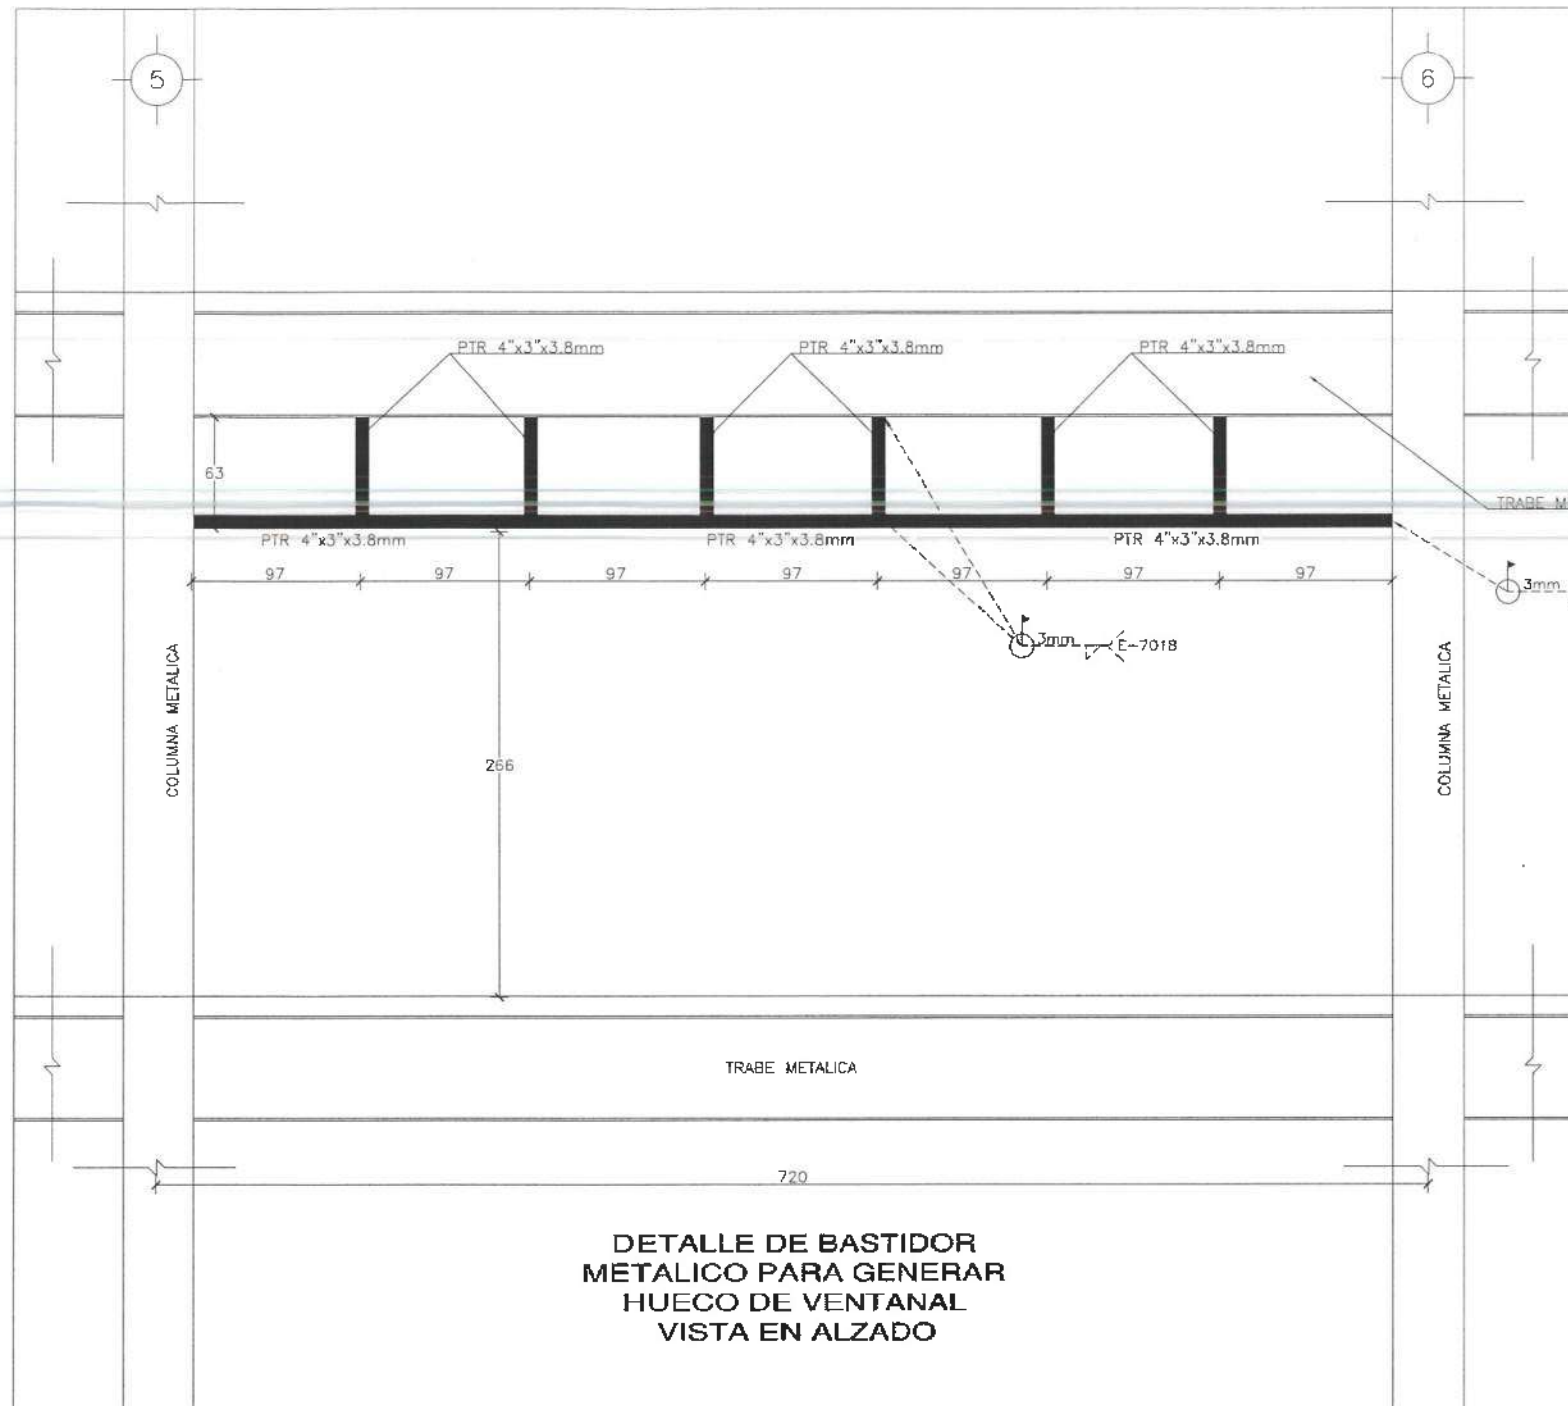 5
6
PTR 4"x3"x3.8mm
PTR 4"x3"x3.8mm
PTR 4"x3"x3.8mm
63
TRABE M
PTR 4"x3"x3.8mm
PTR 4"x3"x3.8mm
PTR 4"x3"x3.8mm
97
97
97
97
97
97
97
3mm
3mm
E-7018
COLUMNA METALICA
COLUMNA METALICA
266
TRABE METALICA
720
DETALLE DE BASTIDOR
METALICO PARA GENERAR
HUECO DE VENTANAL
VISTA EN ALZADO